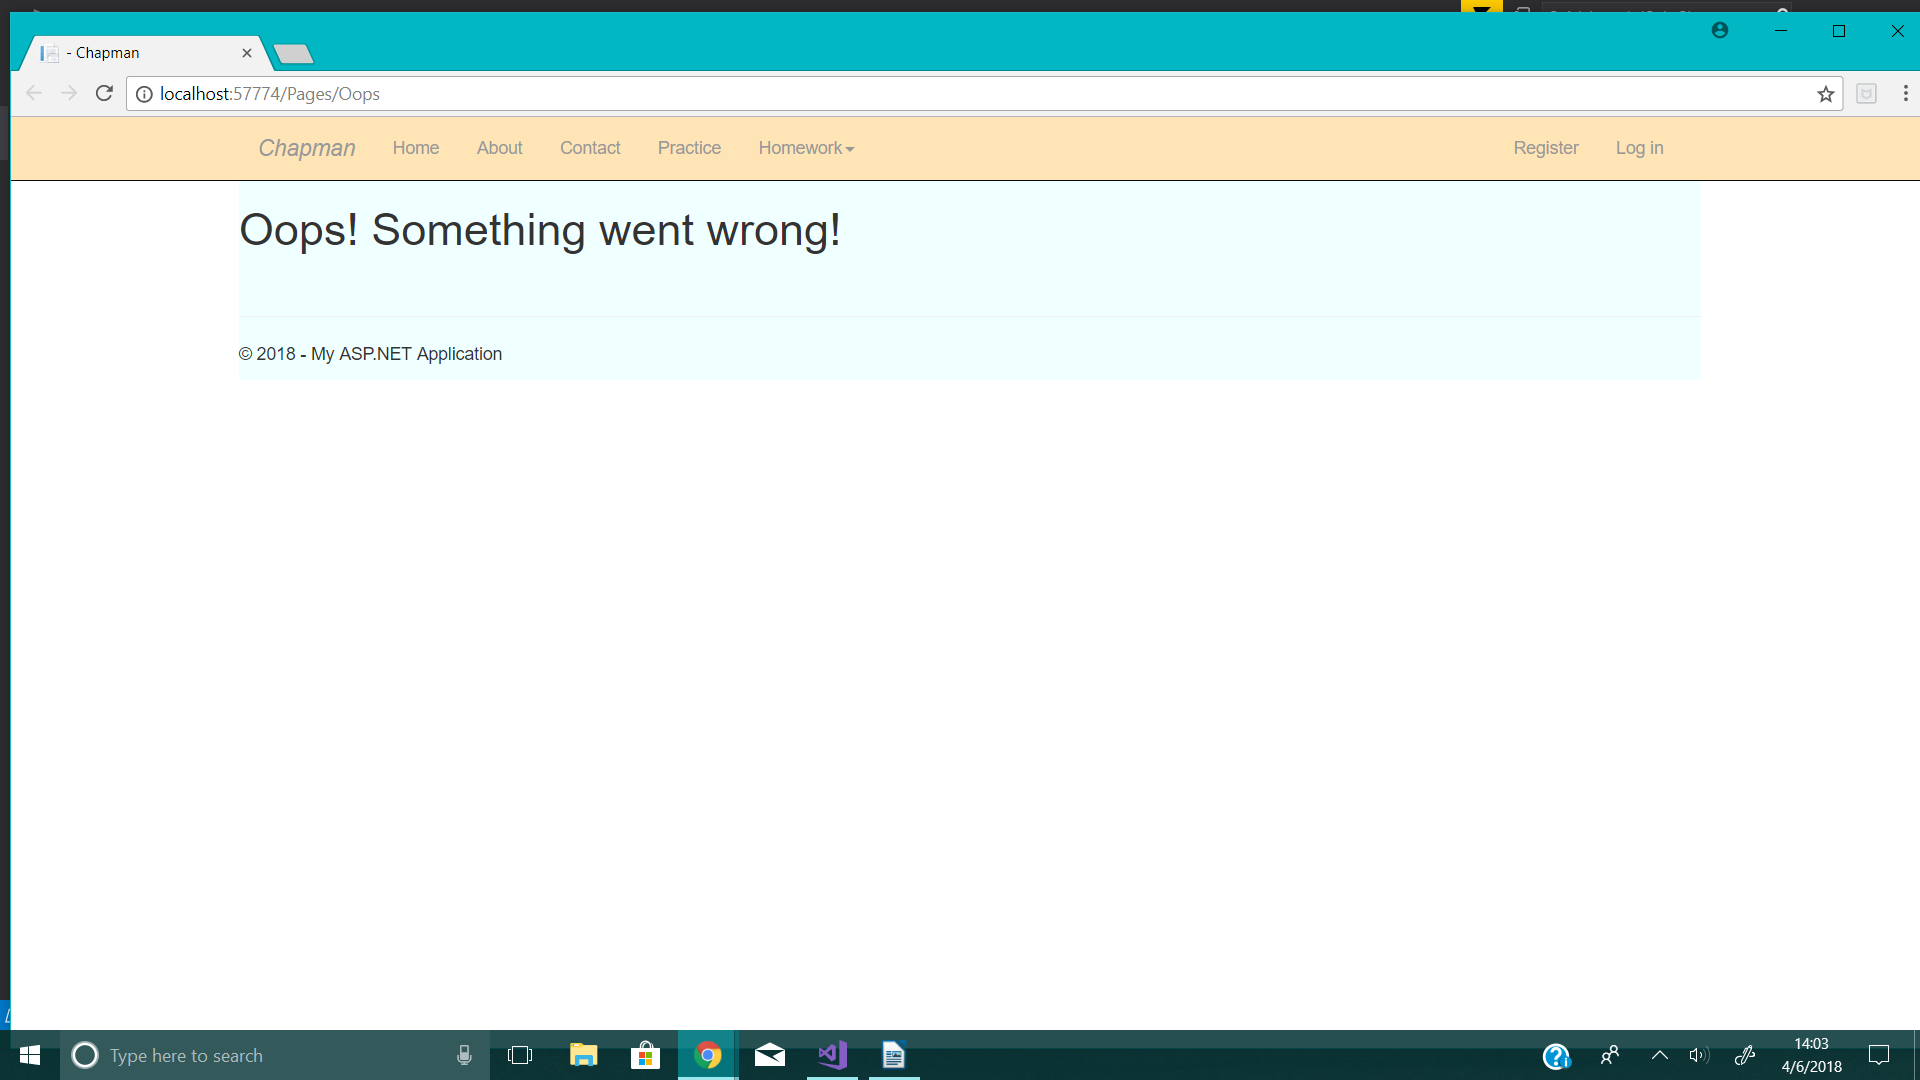 - Chapman
localhost:57774/Pages/Oops
Chapman Home About Contact Practice Homework Register Log in
Oops! Something went wrong!
© 2018 - My ASP.NET Application
Type here to search
14:03
4/6/2018